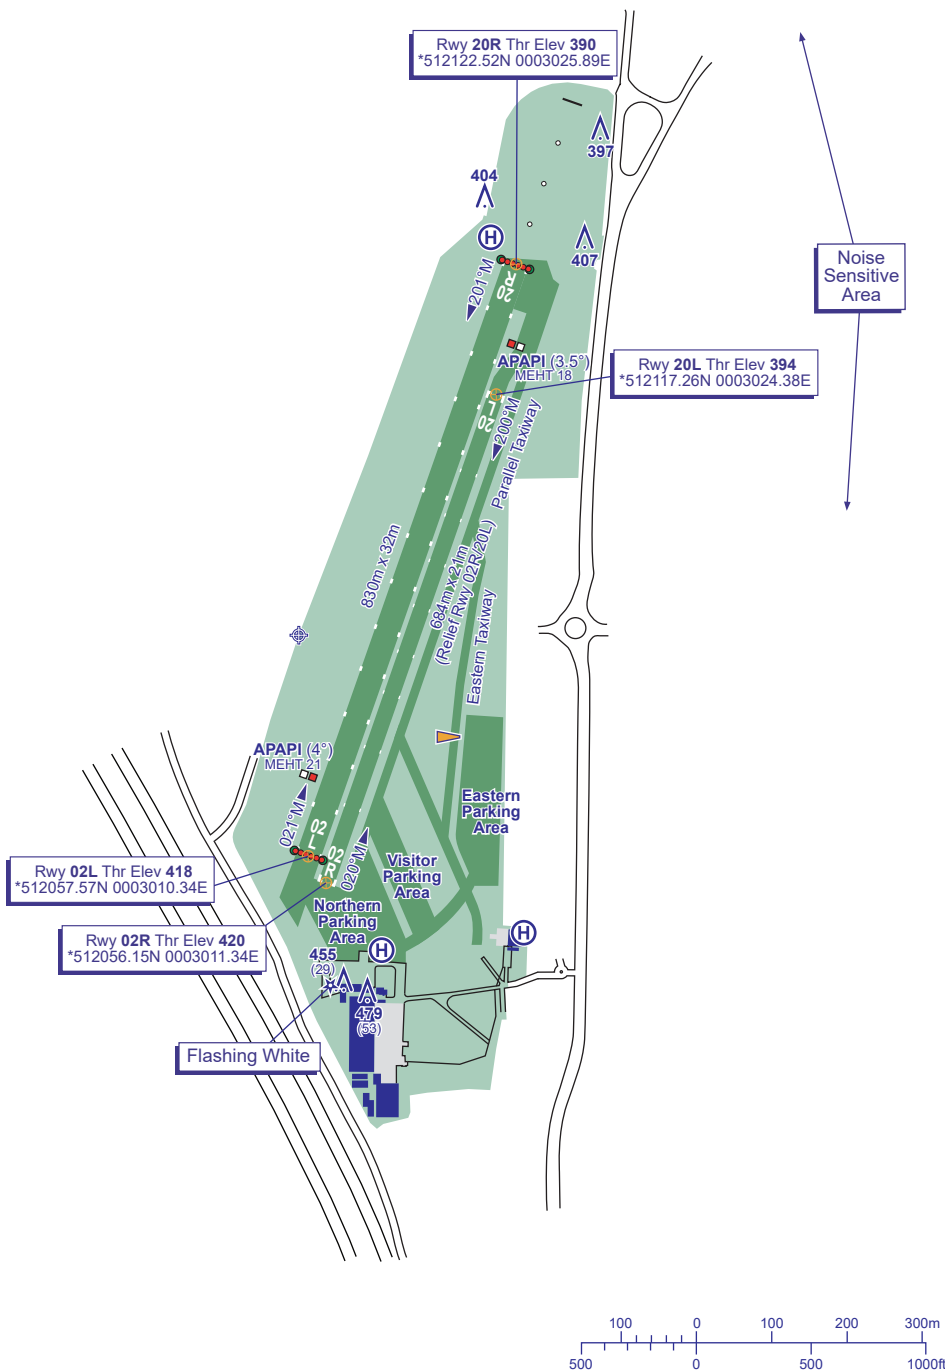 Rwy 20R Thr Elev 390
*512122.52N 0003025.89E
397
404
H
407
201°M
20
R
Noise
Sensitive
Area
APAPI (3.5°)
MEHT 18
Rwy 20L Thr Elev 394
*512117.26N 0003024.38E
20
L
200°M
Parallel Taxiway
830m x 32m
684m x 21m
(Relief Rwy 02R/20L)
Eastern Taxiway
APAPI (4°)
MEHT 21
021°M
02
L
02
R
020°M
Eastern
Parking
Area
Visitor
Parking
Area
Rwy 02L Thr Elev 418
*512057.57N 0003010.34E
Northern
Parking
Area
Rwy 02R Thr Elev 420
*512056.15N 0003011.34E
H
H
455
(29)
479
(53)
Flashing White
100 0 100 200 300m
500 0 500 1000ft